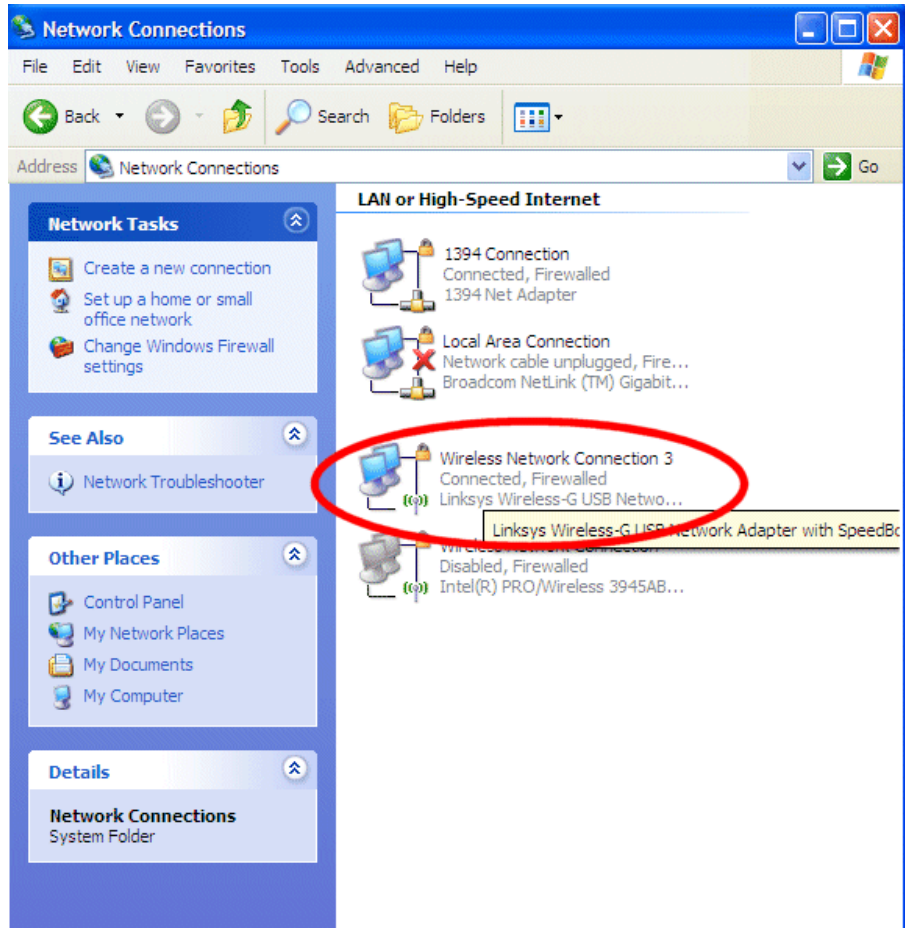 Network Connections
File Edit View Favorites Tools Advanced Help
Back Search Folders
Address Network Connections Go
Network Tasks
Create a new connection
Set up a home or small
office network
Change Windows Firewall
settings
See Also
Network Troubleshooter
Other Places
Control Panel
My Network Places
My Documents
My Computer
Details
Network Connections
System Folder
LAN or High-Speed Internet
1394 Connection
Connected, Firewalled
1394 Net Adapter
Local Area Connection
Network cable unplugged, Fire...
Broadcom NetLink (TM) Gigabit...
Wireless Network Connection 3
Connected, Firewalled
Linksys Wireless-G USB Netwo...
Linksys Wireless-G USB Network Adapter with SpeedBo
Wireless Network Connection
Disabled, Firewalled
Intel(R) PRO/Wireless 3945AB...